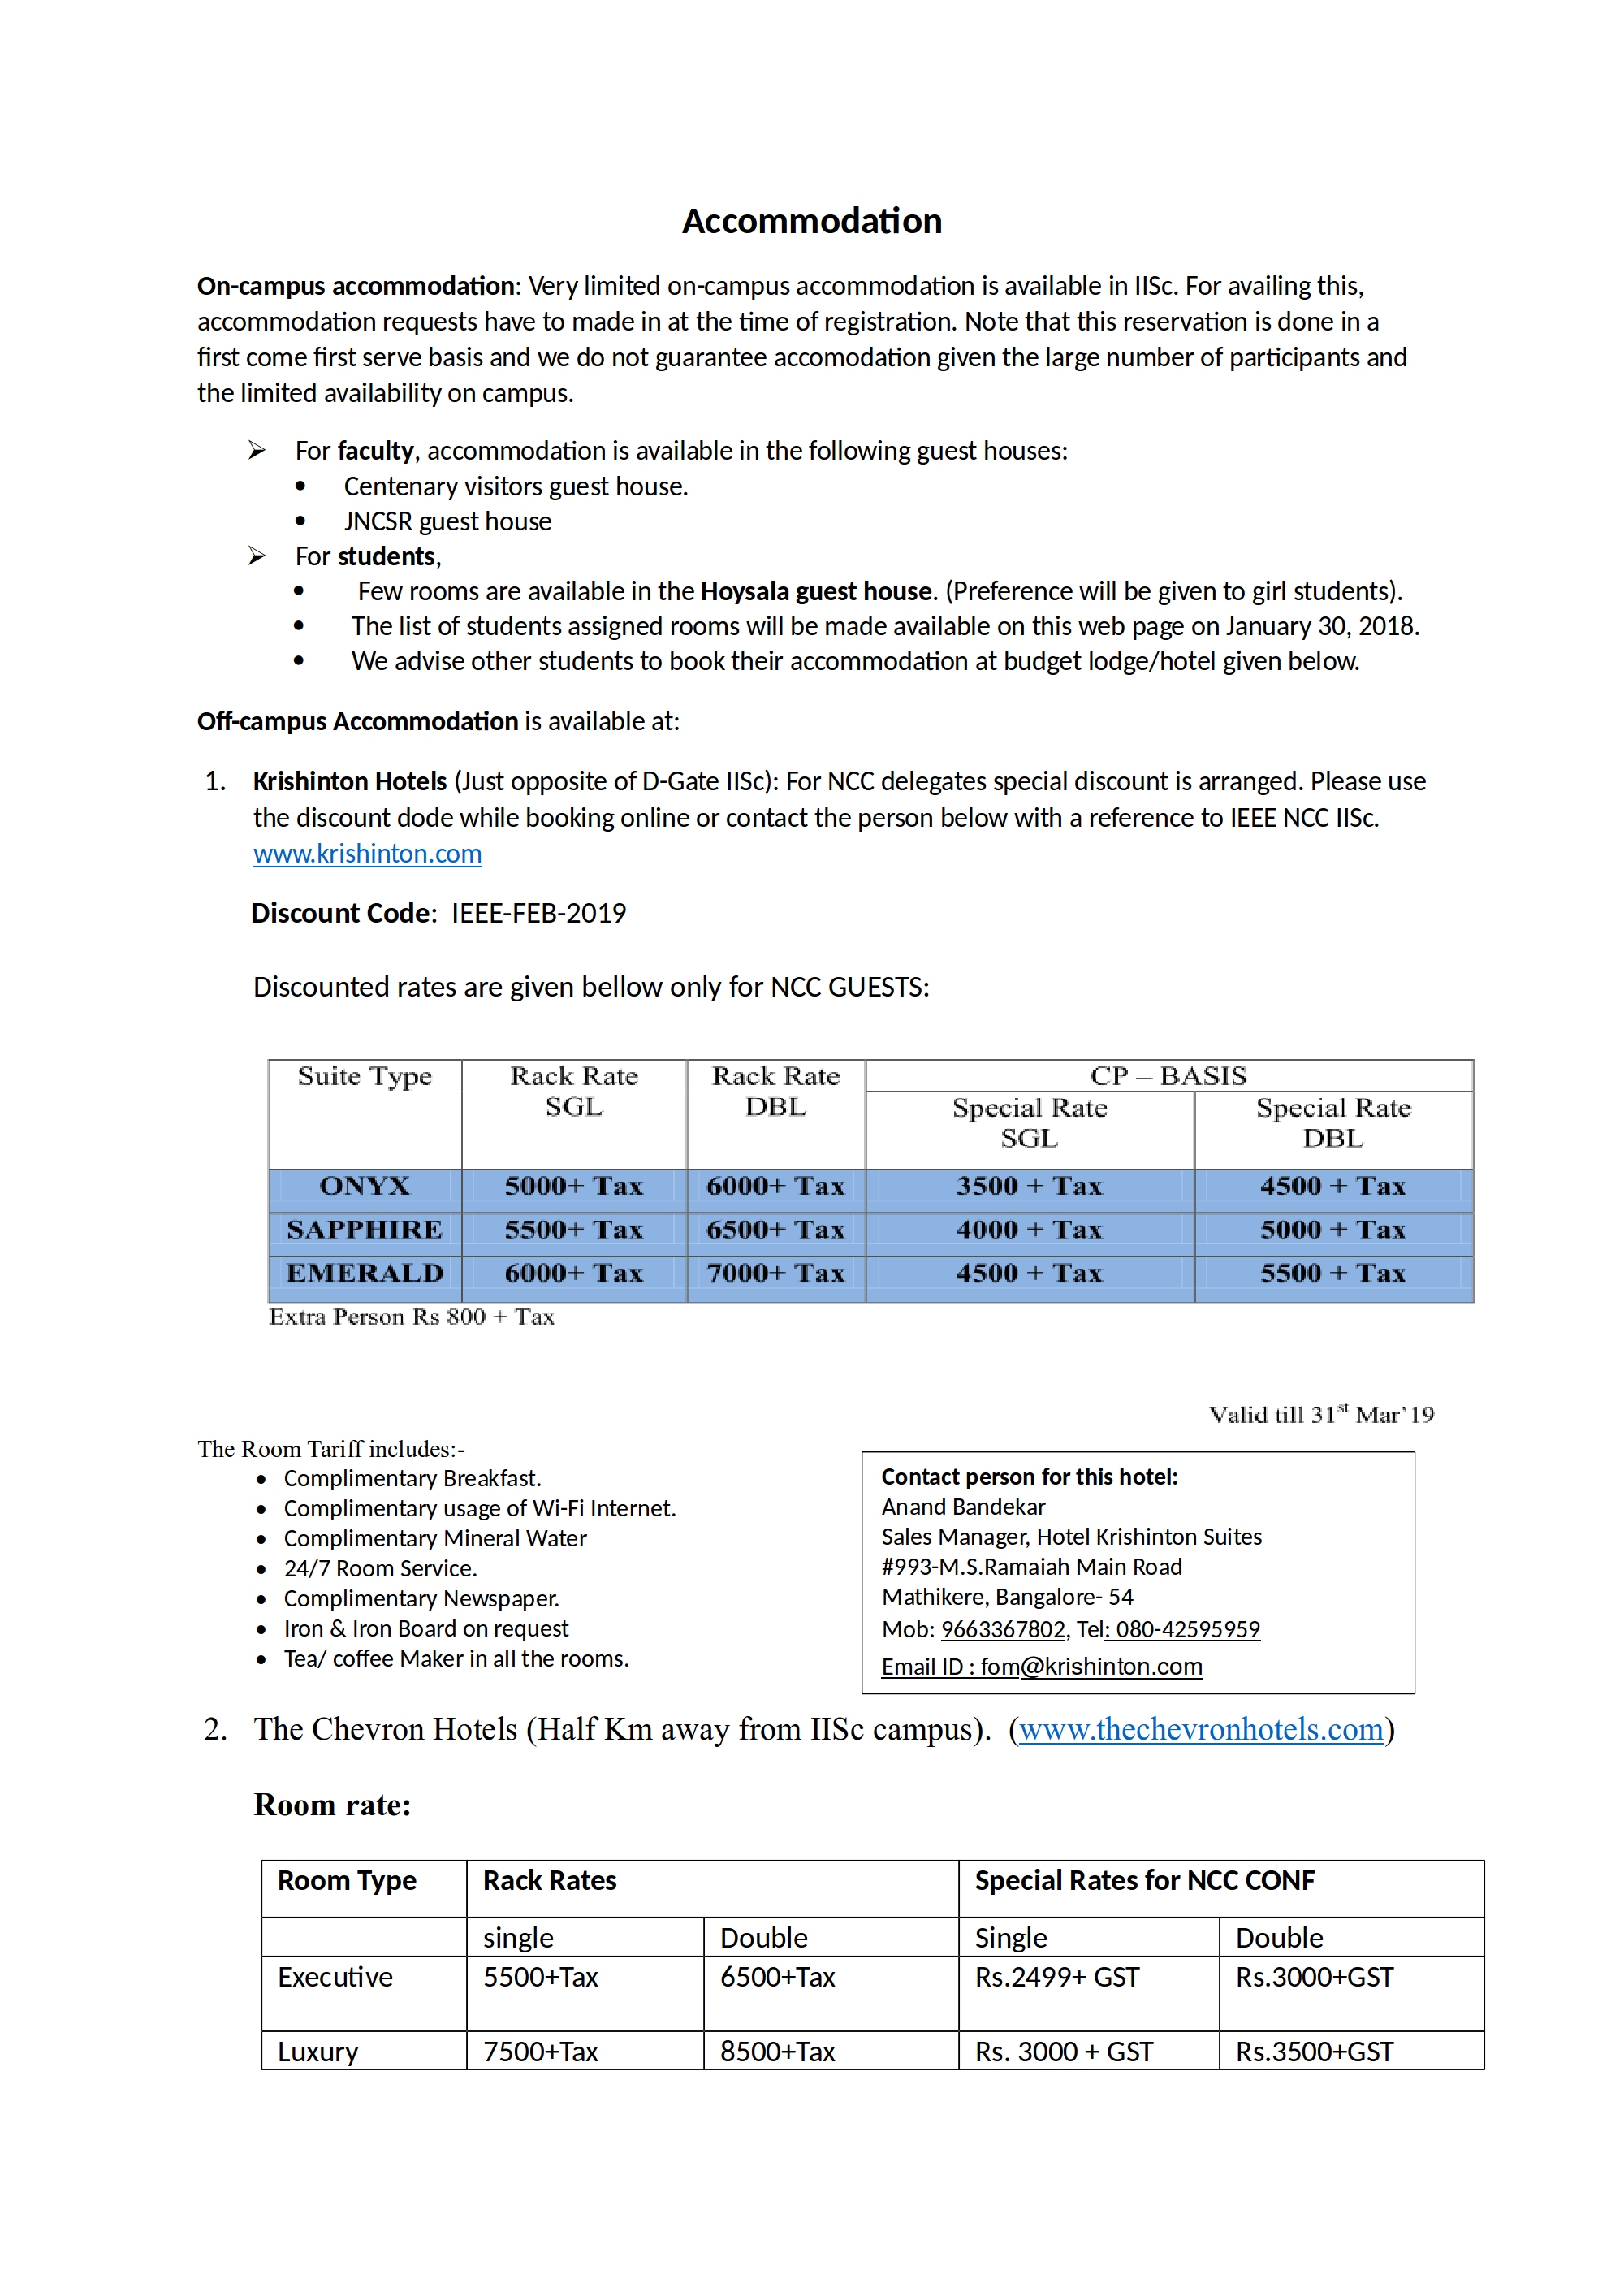 Accommodation
On-campus accommodation: Very limited on-campus accommodation is available in IISc. For availing this,
accommodation requests have to made in at the time of registration. Note that this reservation is done in a
first come first serve basis and we do not guarantee accomodation given the large number of participants and
the limited availability on campus.
➢ For faculty, accommodation is available in the following guest houses:
• Centenary visitors guest house.
• JNCSR guest house
➢ For students,
• Few rooms are available in the Hoysala guest house. (Preference will be given to girl students).
• The list of students assigned rooms will be made available on this web page on January 30, 2018.
• We advise other students to book their accommodation at budget lodge/hotel given below.
Off-campus Accommodation is available at:
1. Krishinton Hotels (Just opposite of D-Gate IISc): For NCC delegates special discount is arranged. Please use
the discount dode while booking online or contact the person below with a reference to IEEE NCC IISc.
www.krishinton.com
Discount Code: IEEE-FEB-2019
Discounted rates are given bellow only for NCC GUESTS:
Suite Type Rack Rate SGL Rack Rate DBL CP – BASIS
Special Rate SGL Special Rate DBL
ONYX 5000+ Tax 6000+ Tax 3500 + Tax 4500 + Tax
SAPPHIRE 5500+ Tax 6500+ Tax 4000 + Tax 5000 + Tax
EMERALD 6000+ Tax 7000+ Tax 4500 + Tax 5500 + Tax
Extra Person Rs 800 + Tax
Valid till 31st Mar’19
The Room Tariff includes:-
• Complimentary Breakfast.
• Complimentary usage of Wi-Fi Internet.
• Complimentary Mineral Water
• 24/7 Room Service.
• Complimentary Newspaper.
• Iron & Iron Board on request
• Tea/ coffee Maker in all the rooms.
Contact person for this hotel:
Anand Bandekar
Sales Manager, Hotel Krishinton Suites
#993-M.S.Ramaiah Main Road
Mathikere, Bangalore- 54
Mob: 9663367802, Tel: 080-42595959
Email ID : fom@krishinton.com
2. The Chevron Hotels (Half Km away from IISc campus). (www.thechevronhotels.com)
Room rate:
Room Type Rack Rates Special Rates for NCC CONF
single Double Single Double
Executive 5500+Tax 6500+Tax Rs.2499+ GST Rs.3000+GST
Luxury 7500+Tax 8500+Tax Rs. 3000 + GST Rs.3500+GST